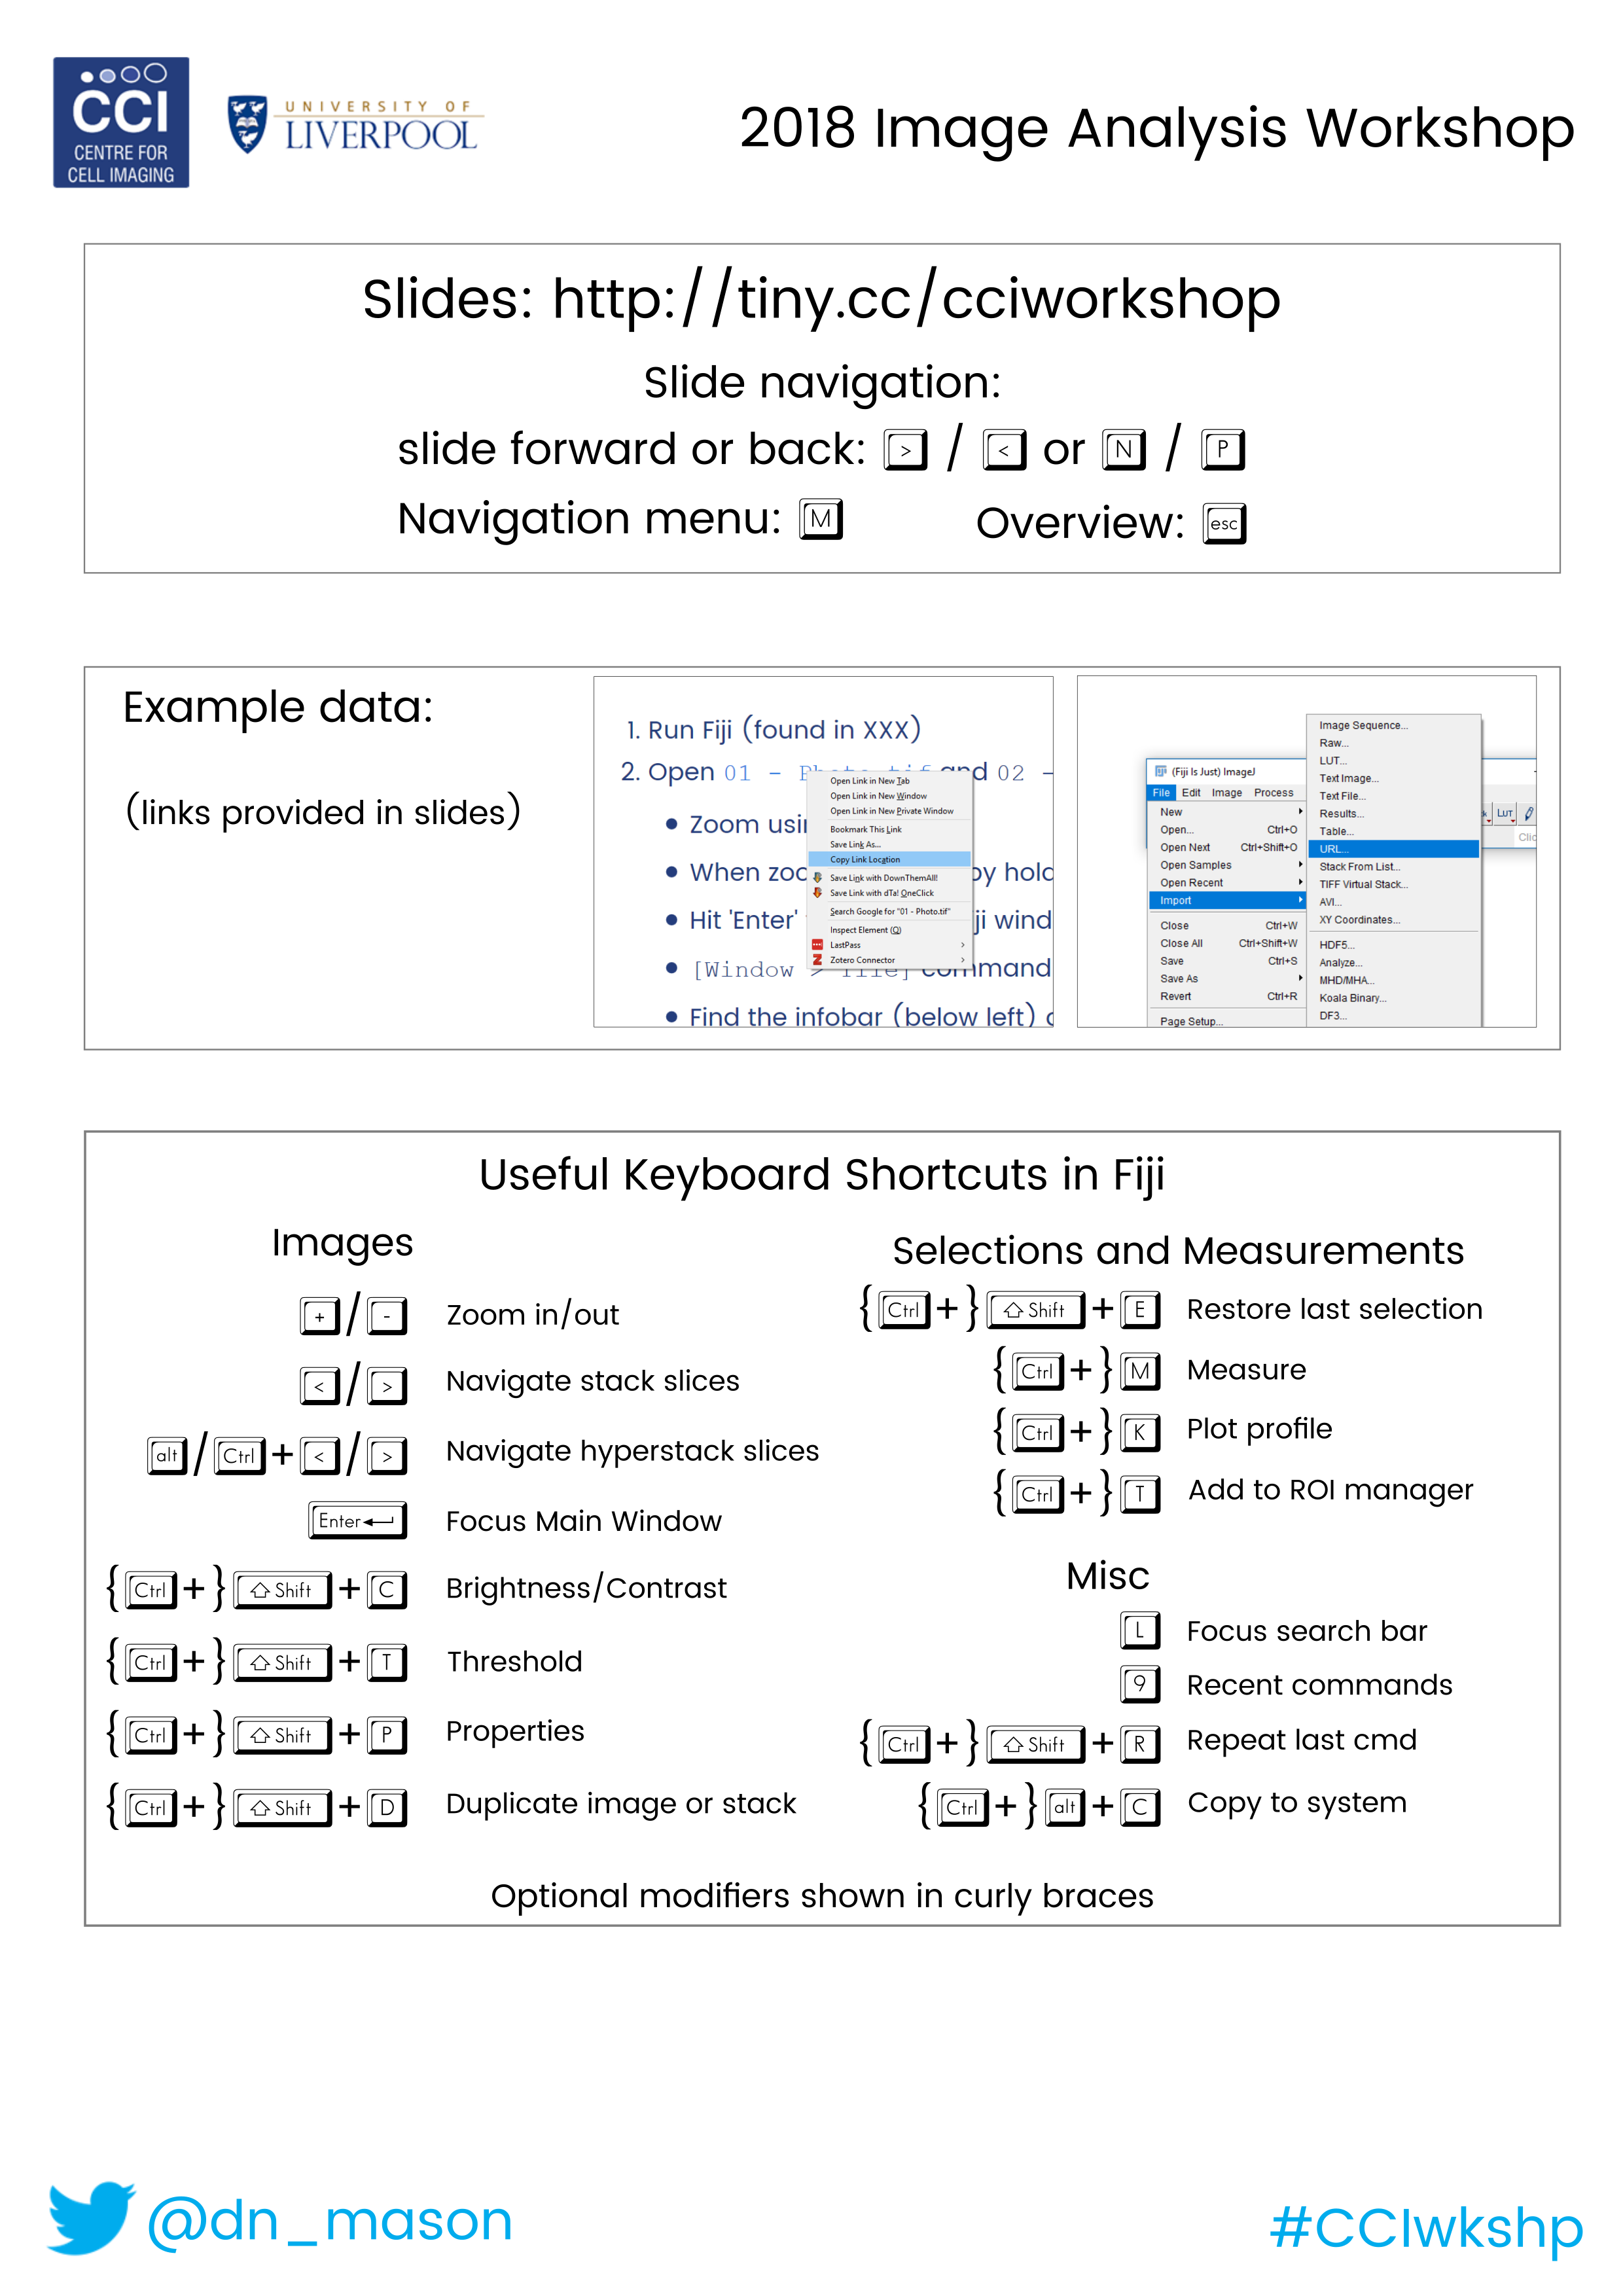 CCI
CENTRE FOR
CELL IMAGING
UNIVERSITY OF
LIVERPOOL
2018 Image Analysis Workshop
Slides: http://tiny.cc/cciworkshop
Slide navigation:
slide forward or back: > / < or N / P
Navigation menu: M Overview: esc
Example data:
(links provided in slides)
1. Run Fiji (found in XXX)
2. Open 01 - Photo.tif and 02 -
• Zoom usi
• When zoo by hold
• Hit 'Enter' ji wind
• [Window > file] command
• Find the infobar (below left)
Open Link in New Tab
Open Link in New Window
Open Link in New Private Window
Bookmark This Link
Save Link As...
Copy Link Location
Save Link with DownThemAll!
Save Link with dTa! OneClick
Search Google for "01 - Photo.tif"
Inspect Element (Q)
LastPass
Zotero Connector
(Fiji Is Just) ImageJ
File Edit Image Process
New
Open... Ctrl+O
Open Next Ctrl+Shift+O
Open Samples
Open Recent
Import
Close Ctrl+W
Close All Ctrl+Shift+W
Save Ctrl+S
Save As
Revert Ctrl+R
Page Setup...
Image Sequence...
Raw...
LUT...
Text Image...
Text File...
Results...
Table...
URL...
Stack From List...
TIFF Virtual Stack...
AVI...
XY Coordinates...
HDF5...
Analyze...
MHD/MHA...
Koala Binary...
DF3...
LUT
Clic
Useful Keyboard Shortcuts in Fiji
Images
+ / - Zoom in/out
< / > Navigate stack slices
alt / Ctrl + < / > Navigate hyperstack slices
Enter Focus Main Window
{Ctrl +} Shift + C Brightness/Contrast
{Ctrl +} Shift + T Threshold
{Ctrl +} Shift + P Properties
{Ctrl +} Shift + D Duplicate image or stack
Selections and Measurements
{Ctrl +} Shift + E Restore last selection
{Ctrl +} M Measure
{Ctrl +} K Plot profile
{Ctrl +} T Add to ROI manager
Misc
L Focus search bar
9 Recent commands
{Ctrl +} Shift + R Repeat last cmd
{Ctrl +} alt + C Copy to system
Optional modifiers shown in curly braces
@dn_mason
#CCIwkshp